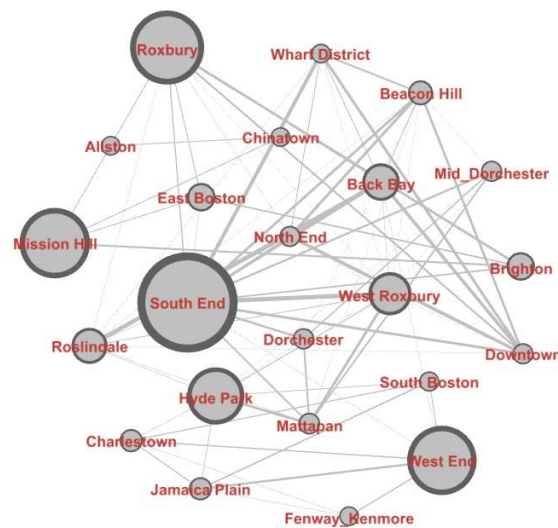 Roxbury
Wharf District
Beacon Hill
Chinatown
Allston
Mid_Dorchester
Back Bay
East Boston
North End
Mission Hill
Brighton
South End
West Roxbury
Roslindale
Dorchester
Downtown
South Boston
Hyde Park
Mattapan
Charlestown
West End
Jamaica Plain
Fenway_Kenmore